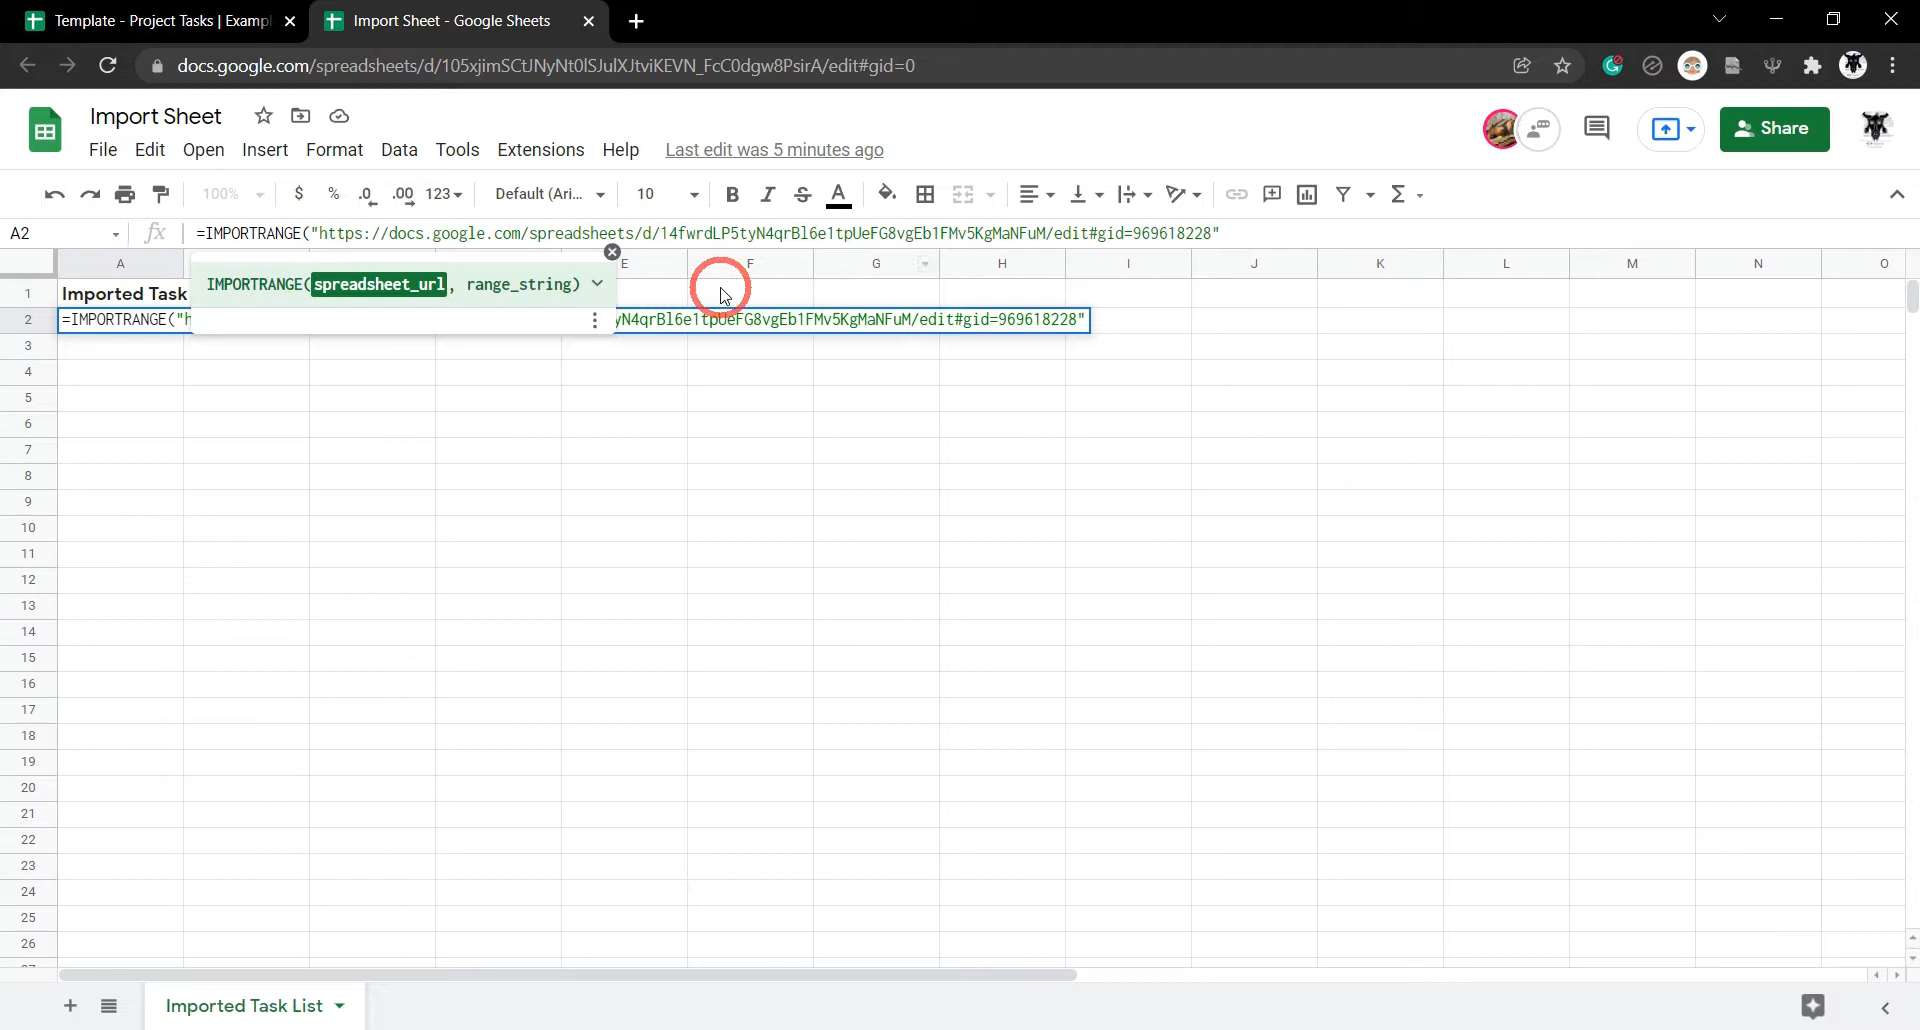 Template - Project Tasks | Exampl
Import Sheet - Google Sheets
docs.google.com/spreadsheets/d/105xjimSCtJNyNt0lSJulXJtviKEVN_FcC0dgw8PsirA/edit#gid=0
Import Sheet
File Edit Open Insert Format Data Tools Extensions Help Last edit was 5 minutes ago
Share
100% $ % .0 .00 123 Default (Ari... 10 B I S A Σ
A2 fx =IMPORTRANGE("https://docs.google.com/spreadsheets/d/14fwrdLP5tyN4qrBl6e1tpUeFG8vgEb1FMv5KgMaNFuM/edit#gid=969618228"
A E F G H I J K L M N O
IMPORTRANGE(spreadsheet_url, range_string)
1 Imported Task
2 =IMPORTRANGE("h yN4qrBl6e1tpUeFG8vgEb1FMv5KgMaNFuM/edit#gid=969618228"
3
4
5
6
7
8
9
10
11
12
13
14
15
16
17
18
19
20
21
22
23
24
25
26
Imported Task List